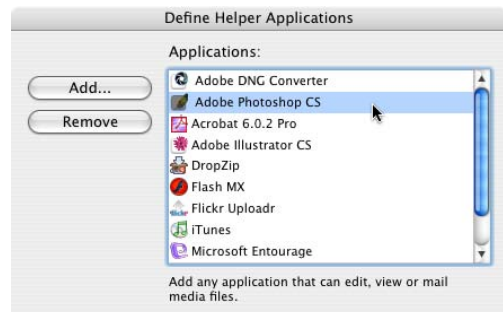 Define Helper Applications
Applications:
Add...
Remove
Adobe DNG Converter
Adobe Photoshop CS
Acrobat 6.0.2 Pro
Adobe Illustrator CS
DropZip
Flash MX
Flickr Uploadr
iTunes
Microsoft Entourage
Add any application that can edit, view or mail
media files.